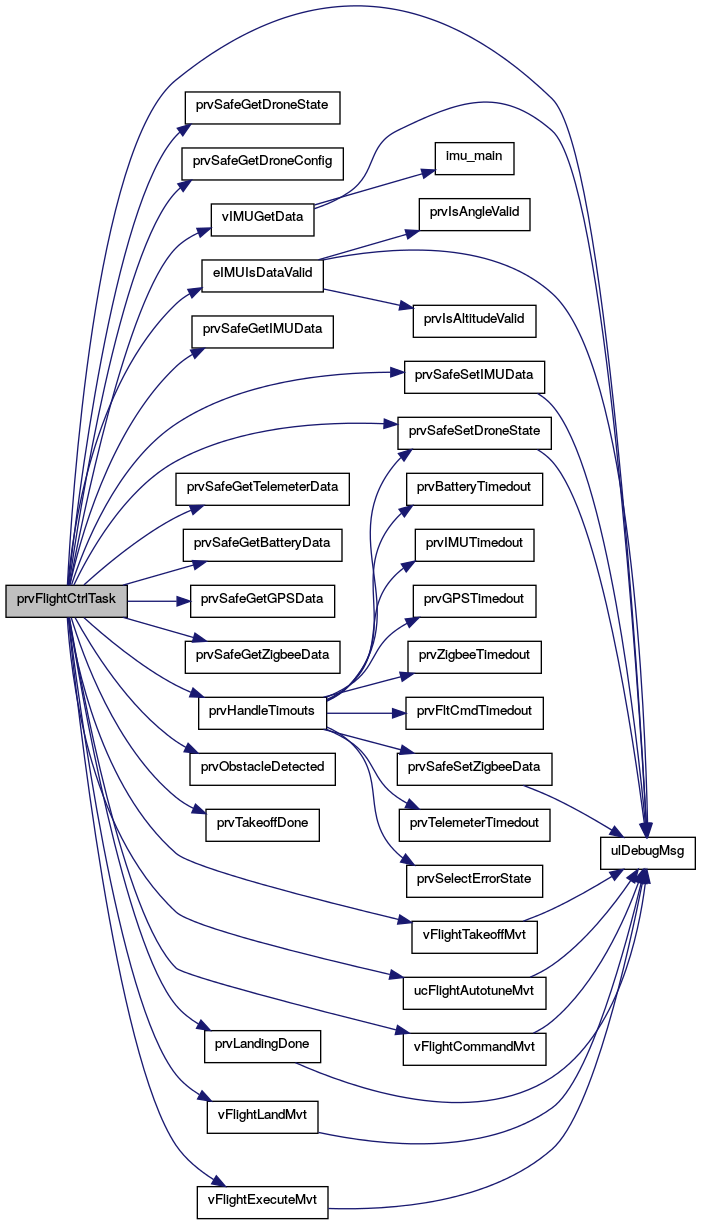 prvSafeGetDroneState
imu_main
prvSafeGetDroneConfig
vIMUGetData
prvIsAngleValid
eIMUIsDataValid
prvIsAltitudeValid
prvSafeGetIMUData
prvSafeSetIMUData
prvSafeSetDroneState
prvSafeGetTelemeterData
prvBatteryTimedout
prvSafeGetBatteryData
prvIMUTimedout
prvFlightCtrlTask
prvSafeGetGPSData
prvGPSTimedout
prvSafeGetZigbeeData
prvZigbeeTimedout
prvHandleTimouts
prvFltCmdTimedout
prvObstacleDetected
prvSafeSetZigbeeData
prvTakeoffDone
prvTelemeterTimedout
ulDebugMsg
prvSelectErrorState
vFlightTakeoffMvt
ucFlightAutotuneMvt
prvLandingDone
vFlightCommandMvt
vFlightLandMvt
vFlightExecuteMvt